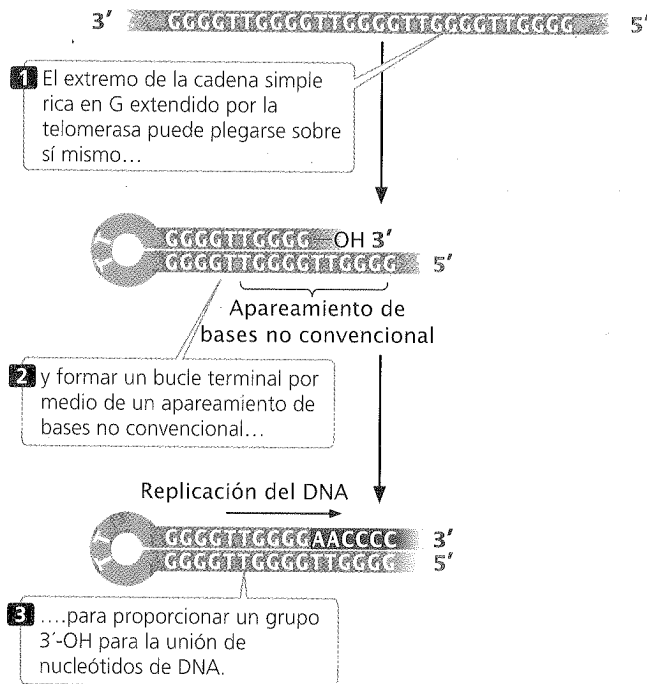 3′ GGGGTTGGGGTTGGGGTTGGGGTTGGGG 5′
1 El extremo de la cadena simple
rica en G extendido por la
telomerasa puede plegarse sobre
sí mismo...
GGGGTTGGGG—OH 3′
TT
GGGGTTGGGGTTGGGG 5′
Apareamiento de
bases no convencional
2 y formar un bucle terminal por
medio de un apareamiento de
bases no convencional...
Replicación del DNA
GGGGTTGGGGAACCCC 3′
TT
GGGGTTGGGGTTGGGG 5′
3 ....para proporcionar un grupo
3′-OH para la unión de
nucleótidos de DNA.